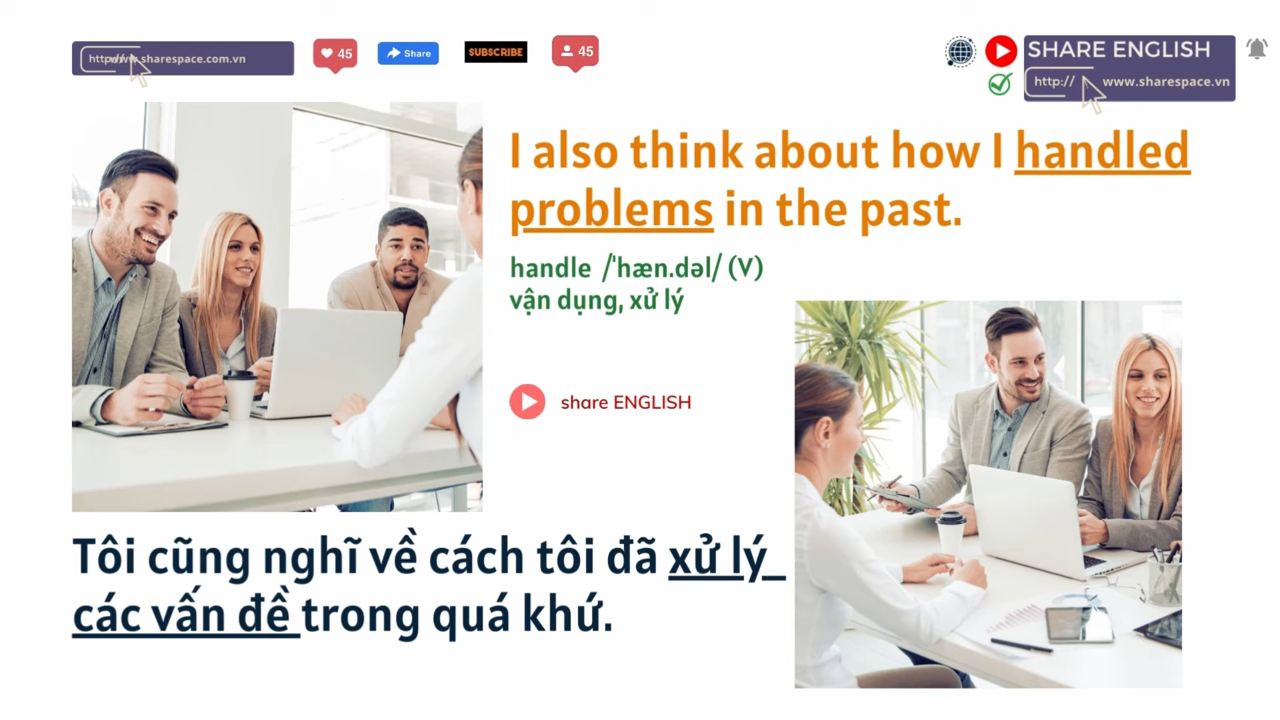 http://www.sharespace.com.vn
45
Share
SUBSCRIBE
45
SHARE ENGLISH
http:// www.sharespace.vn
I also think about how I handled
problems in the past.
handle /ˈhæn.dəl/ (V)
vận dụng, xử lý
share ENGLISH
Tôi cũng nghĩ về cách tôi đã xử lý
các vấn đề trong quá khứ.